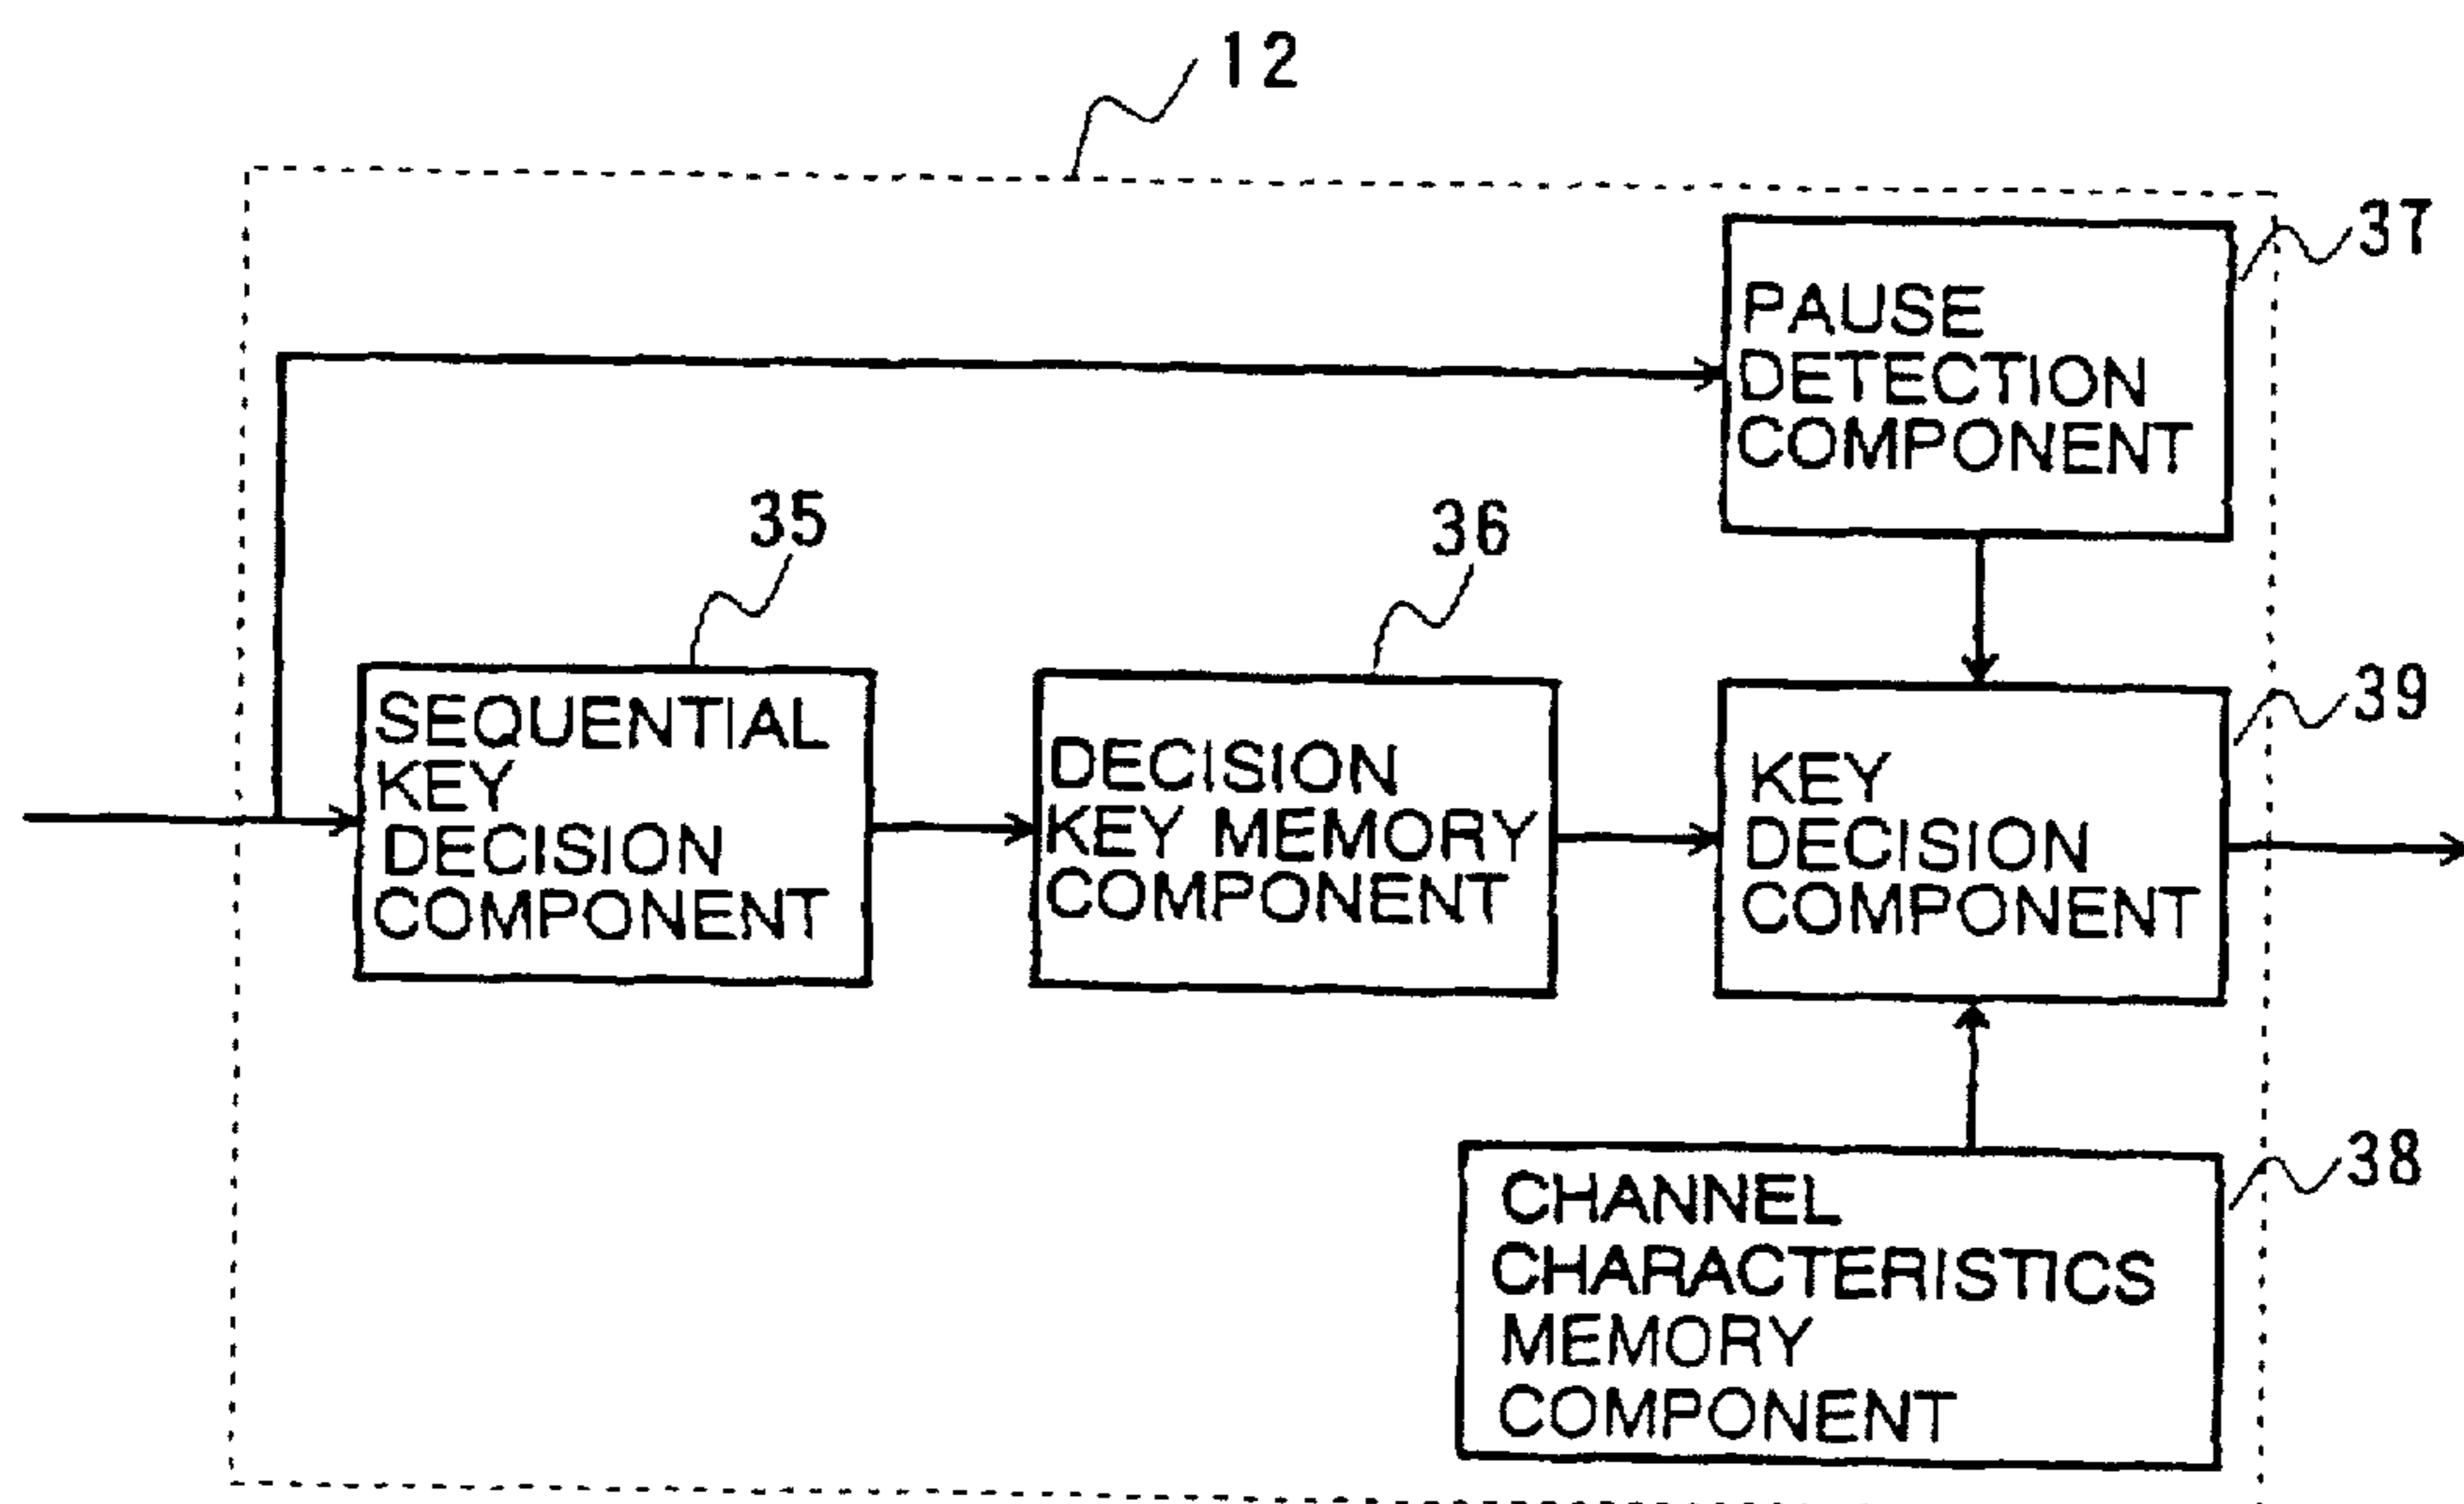 12
37
PAUSE
DETECTION
COMPONENT
35
36
39
SEQUENTIAL
KEY
DECISION
COMPONENT
DECISION
KEY MEMORY
COMPONENT
KEY
DECISION
COMPONENT
38
CHANNEL
CHARACTERISTICS
MEMORY
COMPONENT